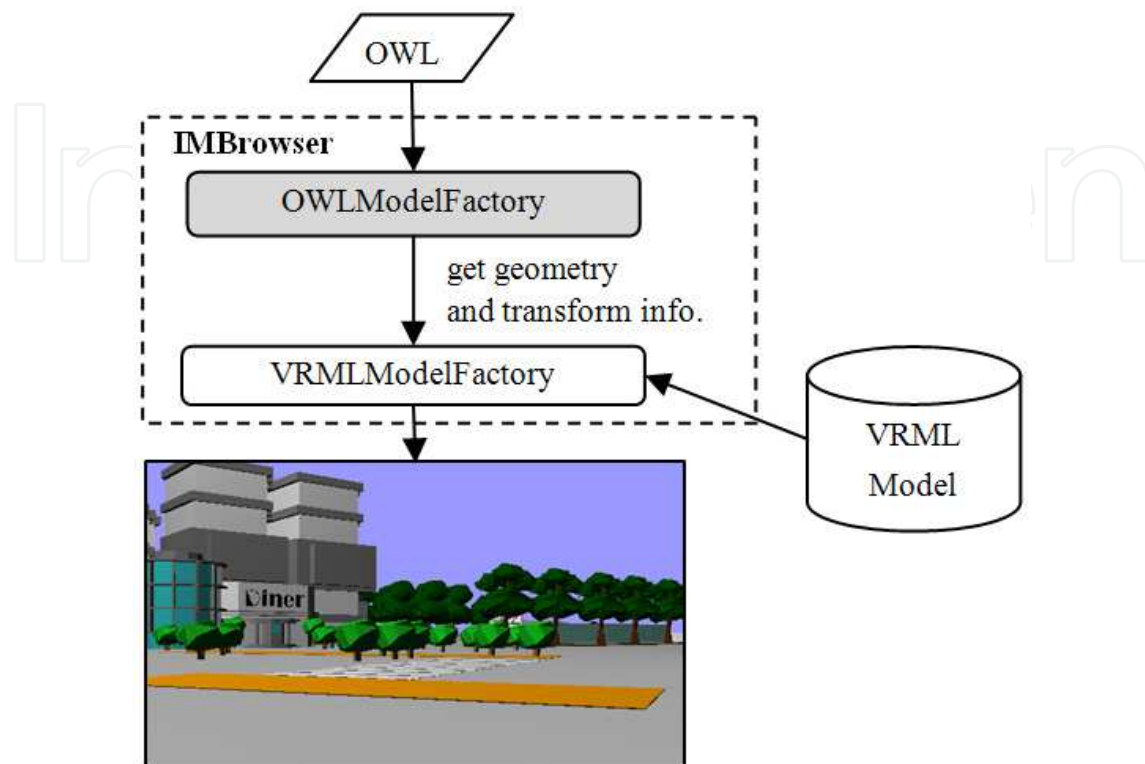 OWL
IMBrowser
OWLModelFactory
get geometry
and transform info.
VRMLModelFactory
VRML
Model
Diner